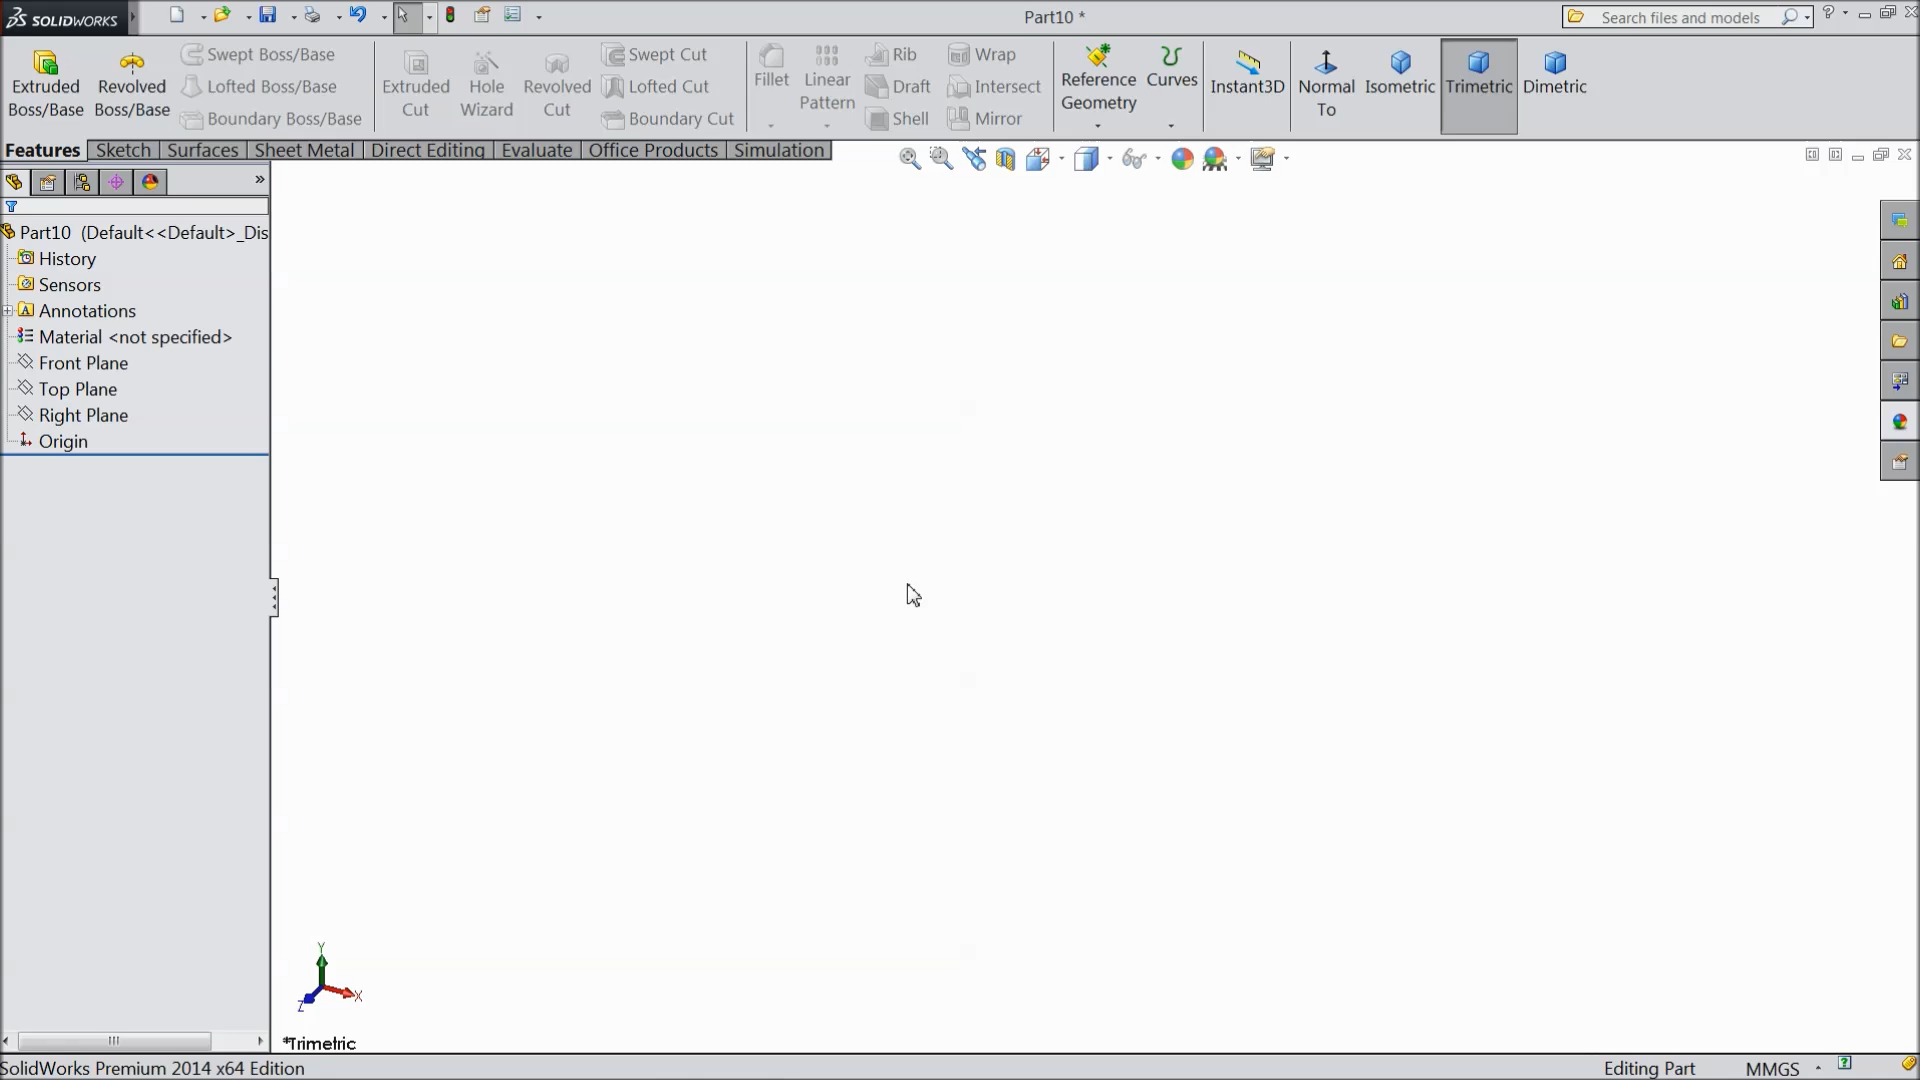 SOLIDWORKS
Part10 *
Search files and models
Extruded Boss/Base
Revolved Boss/Base
Swept Boss/Base
Lofted Boss/Base
Boundary Boss/Base
Extruded Cut
Hole Wizard
Revolved Cut
Swept Cut
Lofted Cut
Boundary Cut
Fillet
Linear Pattern
Rib
Draft
Shell
Wrap
Intersect
Mirror
Reference Geometry
Curves
Instant3D
Normal To
Isometric
Trimetric
Dimetric
Features
Sketch
Surfaces
Sheet Metal
Direct Editing
Evaluate
Office Products
Simulation
Part10 (Default<<Default>_Dis
History
Sensors
Annotations
Material <not specified>
Front Plane
Top Plane
Right Plane
Origin
Y
X
Z
*Trimetric
SolidWorks Premium 2014 x64 Edition
Editing Part
MMGS